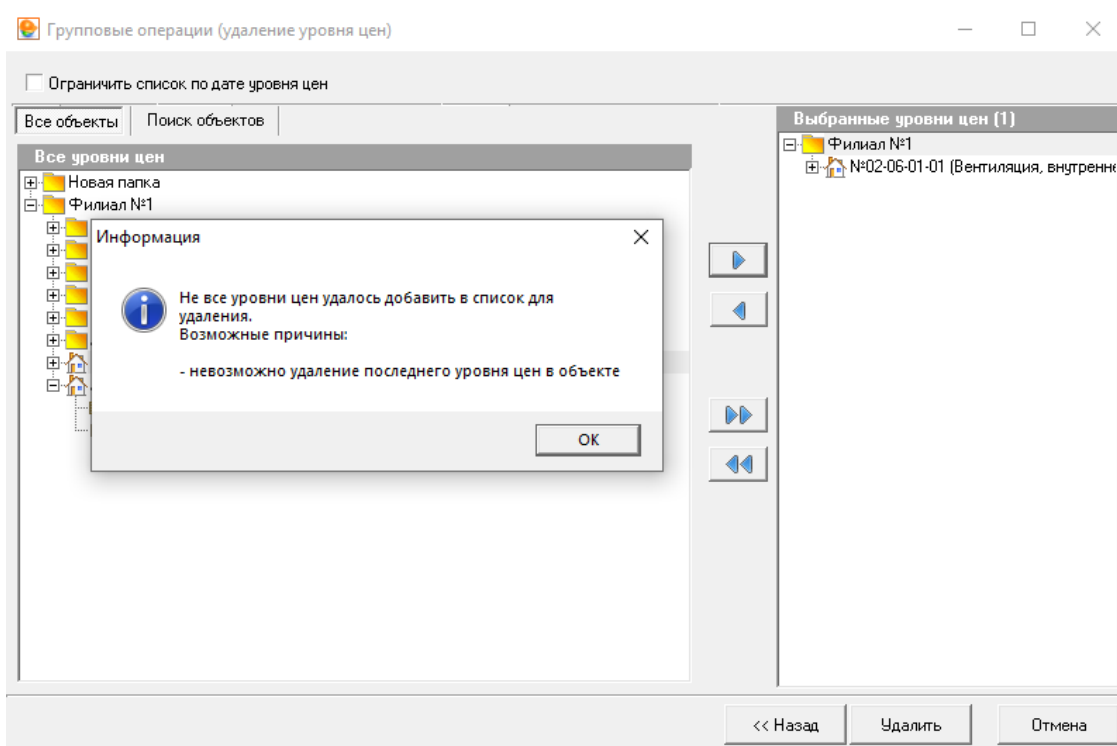 Групповые операции (удаление уровня цен)
Ограничить список по дате уровня цен
Все объекты
Поиск объектов
Все уровни цен
Новая папка
Филиал №1
Информация
Не все уровни цен удалось добавить в список для
удаления.
Возможные причины:
- невозможно удаление последнего уровня цен в объекте
ОК
Выбранные уровни цен (1)
Филиал №1
№02-06-01-01 (Вентиляция, внутренне
<< Назад
Удалить
Отмена